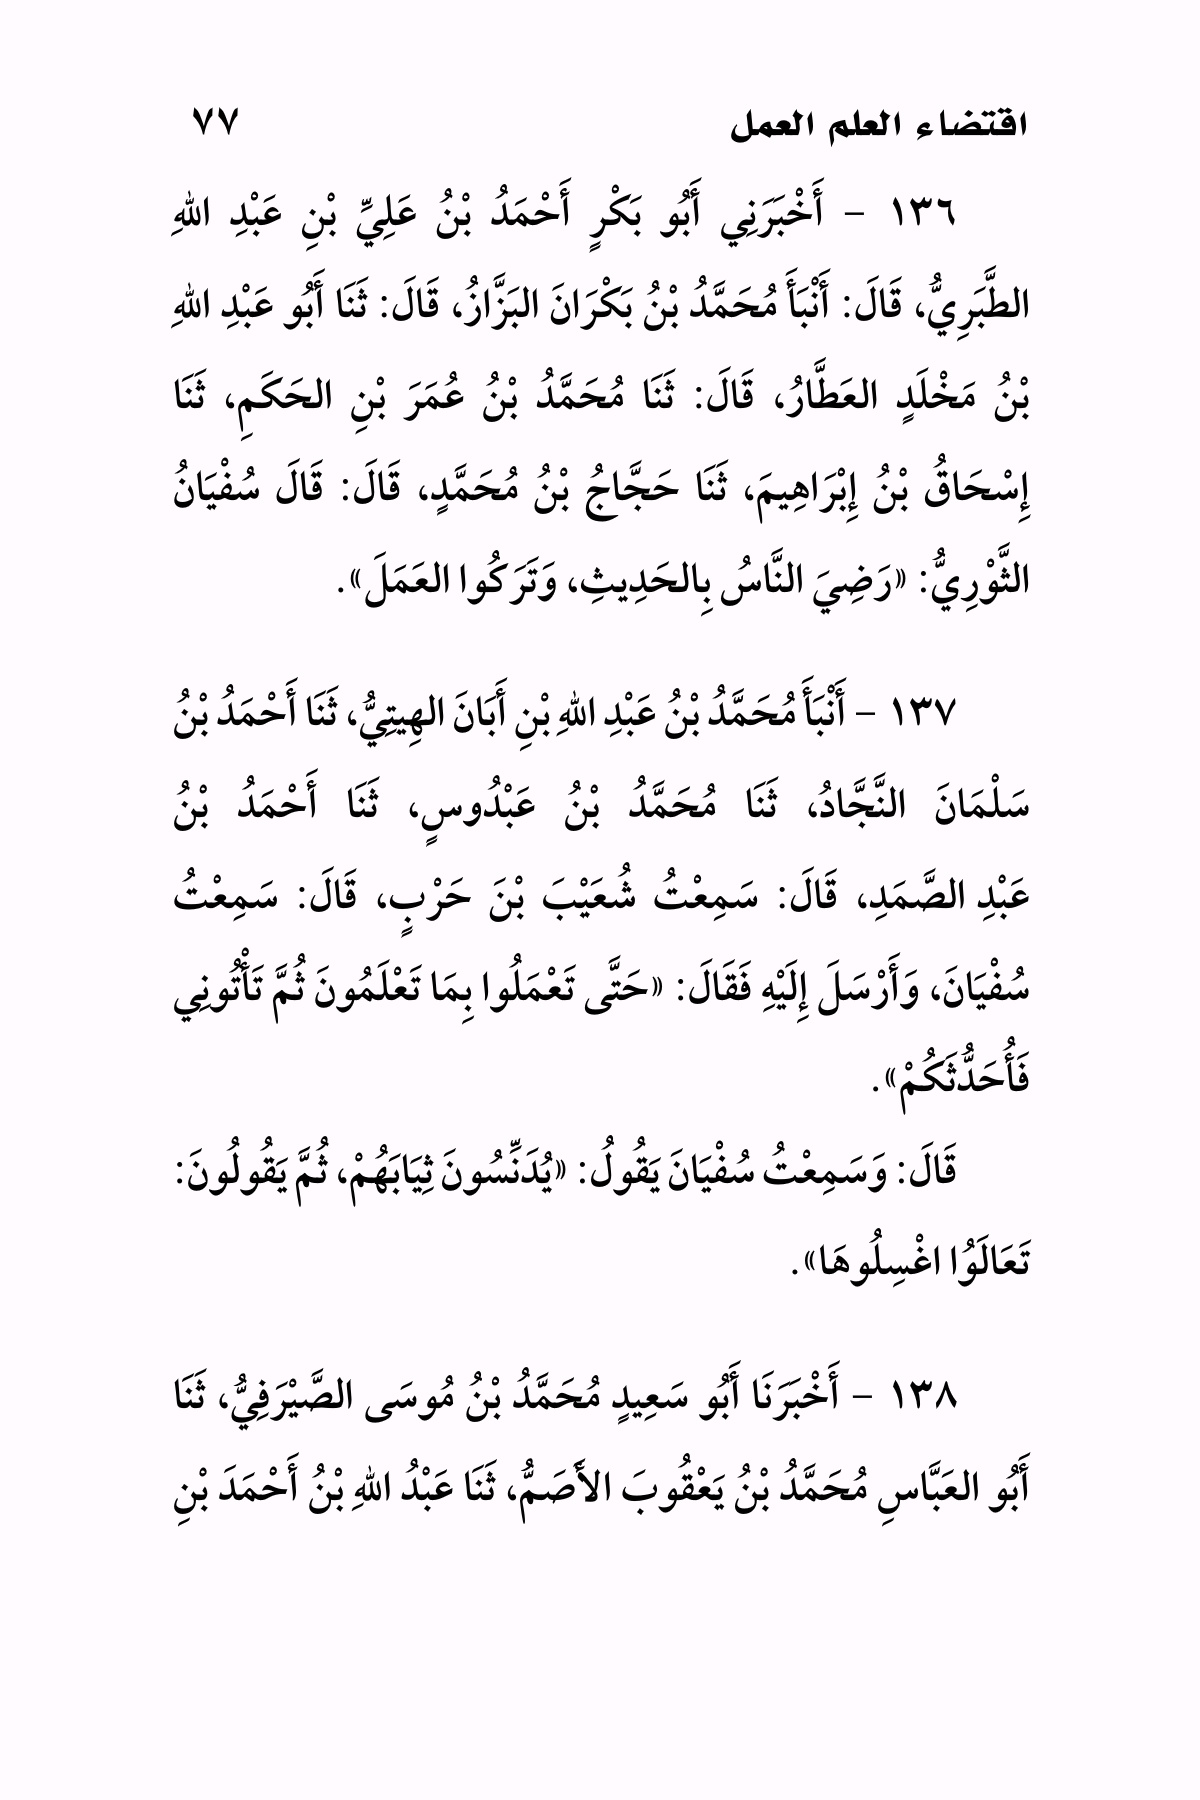 اقتضاء العلم العمل ٧٧
١٣٦ – أَخْبَرَنِي أَبُو بَكْرٍ أَحْمَدُ بْنُ عَلِيِّ بْنِ عَبْدِ اللهِ
الطَّبَرِيُّ، قَالَ: أَنْبَأَ مُحَمَّدُ بْنُ بَكْرَانَ البَزَّازُ، قَالَ: ثَنَا أَبُو عَبْدِ اللهِ
بْنُ مَخْلَدٍ العَطَّارُ، قَالَ: ثَنَا مُحَمَّدُ بْنُ عُمَرَ بْنِ الحَكَمِ، ثَنَا
إِسْحَاقُ بْنُ إِبْرَاهِيمَ، ثَنَا حَجَّاجُ بْنُ مُحَمَّدٍ، قَالَ: قَالَ سُفْيَانُ
الثَّوْرِيُّ: «رَضِيَ النَّاسُ بِالحَدِيثِ، وَتَرَكُوا العَمَلَ».
١٣٧ – أَنْبَأَ مُحَمَّدُ بْنُ عَبْدِ اللهِ بْنِ أَبَانَ الهِيتِيُّ، ثَنَا أَحْمَدُ بْنُ
سَلْمَانَ النَّجَّادُ، ثَنَا مُحَمَّدُ بْنُ عَبْدُوسٍ، ثَنَا أَحْمَدُ بْنُ
عَبْدِ الصَّمَدِ، قَالَ: سَمِعْتُ شُعَيْبَ بْنَ حَرْبٍ، قَالَ: سَمِعْتُ
سُفْيَانَ، وَأَرْسَلَ إِلَيْهِ فَقَالَ: «حَتَّى تَعْمَلُوا بِمَا تَعْلَمُونَ ثُمَّ تَأْتُونِي
فَأُحَدُّثَكُمْ».
قَالَ: وَسَمِعْتُ سُفْيَانَ يَقُولُ: «يُدَنِّسُونَ ثِيَابَهُمْ، ثُمَّ يَقُولُونَ:
تَعَالَوُا اغْسِلُوهَا».
١٣٨ – أَخْبَرَنَا أَبُو سَعِيدٍ مُحَمَّدُ بْنُ مُوسَى الصَّيْرَفِيُّ، ثَنَا
أَبُو العَبَّاسِ مُحَمَّدُ بْنُ يَعْقُوبَ الأَصَمُّ، ثَنَا عَبْدُ اللهِ بْنُ أَحْمَدَ بْنِ